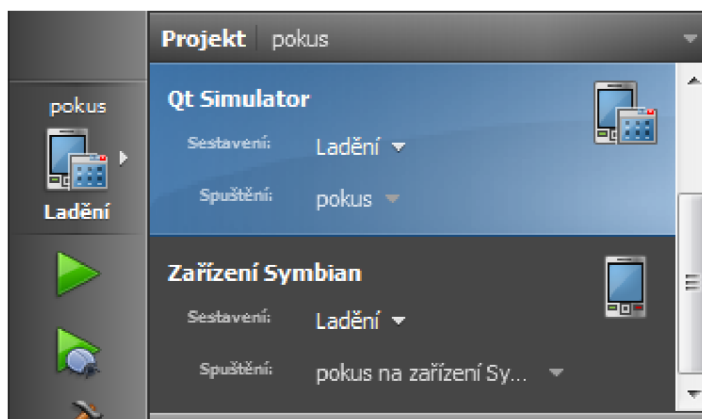 Projekt pokus
pokus
Ladění
Qt Simulator
Sestavení: Ladění
Spuštění: pokus
Zařízení Symbian
Sestavení: Ladění
Spuštění: pokus na zařízení Sy...